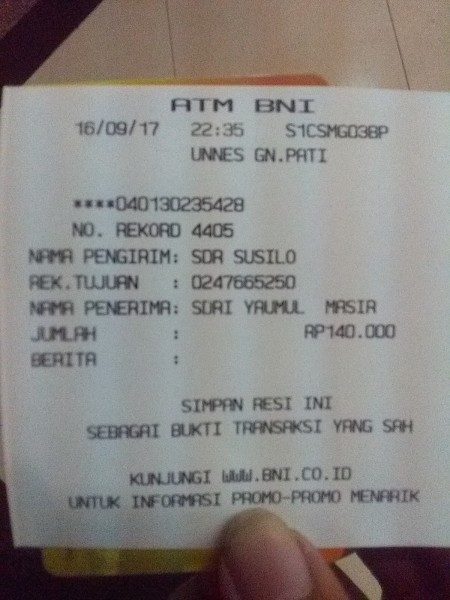 ATM BNI
16/09/17 22:35 S1CSMG03BP
UNNES GN.PATI
****040130235428
NO. REKORD 4405
NAMA PENGIRIM: SDR SUSILO
REK.TUJUAN : 0247665250
NAMA PENERIMA: SDRI YAUMUL MASIR
JUMLAH : RP140.000
BERITA :
SIMPAN RESI INI
SEBAGAI BUKTI TRANSAKSI YANG SAH
KUNJUNGI WWW.BNI.CO.ID
UNTUK INFORMASI PROMO-PROMO MENARIK